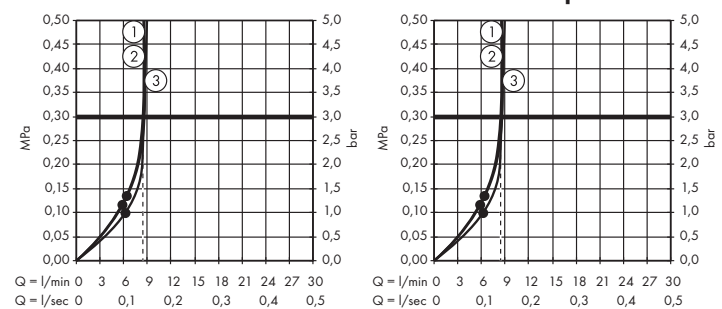 0,50 5,0 0,50 5,0
1 1
0,45 4,5 0,45 4,5
2 2
0,40 4,0 0,40 4,0
3 3
0,35 3,5 0,35 3,5
0,30 3,0 0,30 3,0
MPa 0,25 2,5 bar MPa 0,25 2,5 bar
0,20 2,0 0,20 2,0
0,15 1,5 0,15 1,5
0,10 1,0 0,10 1,0
0,05 0,5 0,05 0,5
0,00 0,0 0,00 0,0
Q = l/min 0 3 6 9 12 15 18 21 24 27 30 Q = l/min 0 3 6 9 12 15 18 21 24 27 30
Q = l/sec 0 0,1 0,2 0,3 0,4 0,5 Q = l/sec 0 0,1 0,2 0,3 0,4 0,5